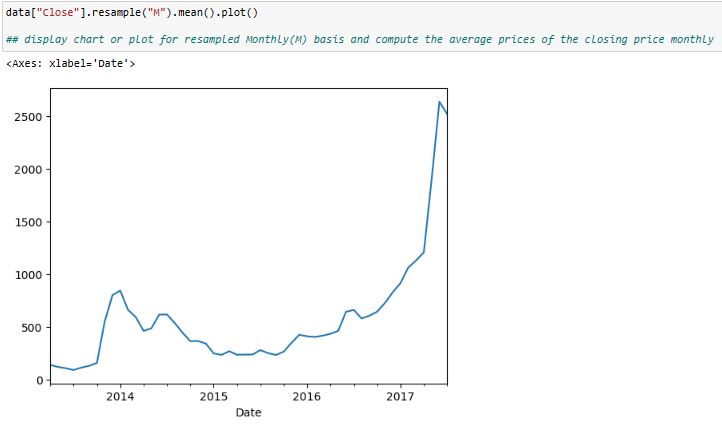 data["Close"].resample("M").mean().plot()
## display chart or plot for resampled Monthly(M) basis and compute the average prices of the closing price monthly
<Axes: xlabel='Date'>
2500
2000
1500
1000
500
0
2014 2015 2016 2017
Date